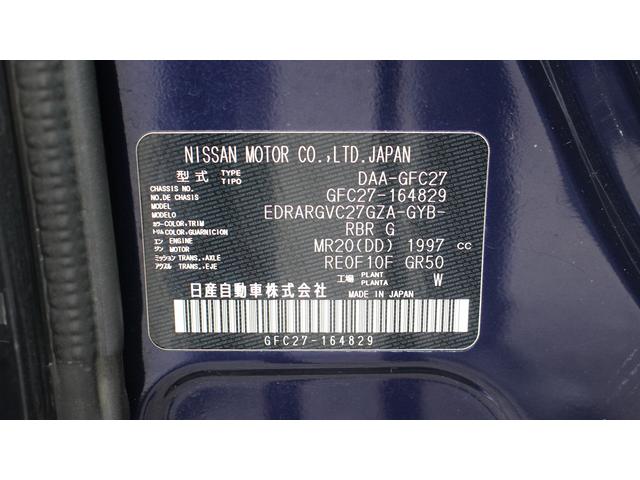 NISSAN MOTOR CO.,LTD.JAPAN
型式 TYPE TIPO DAA-GFC27
CHASSIS NO. NO.DE CHASIS GFC27-164829
MODEL MODELO EDRARGVC27GZA-GYB-
カラー COLOR,TRIM トリム COLOR,GUARNICION RBR G
エンジン ENGINE MOTOR MR20(DD) 1997 cc
ミッション TRANS.,AXLE アクスル TRANS.,EJE RE0F10F GR50
工場 PLANT PLANTA W
日産自動車株式会社 MADE IN JAPAN
GFC27-164829